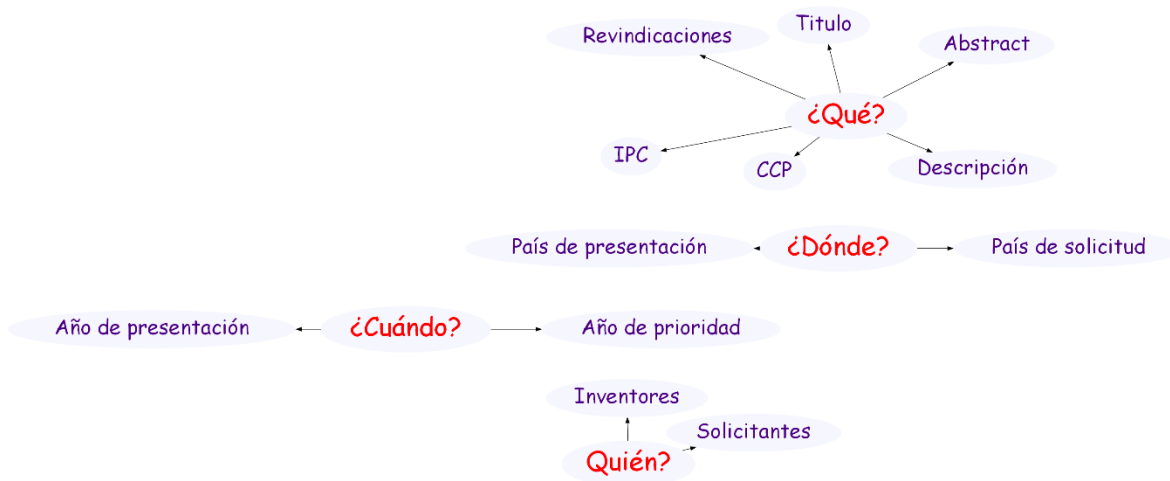 Titulo
Revindicaciones
Abstract
¿Qué?
IPC
CCP
Descripción
País de presentación
¿Dónde?
País de solicitud
Año de presentación
¿Cuándo?
Año de prioridad
Inventores
Solicitantes
Quién?